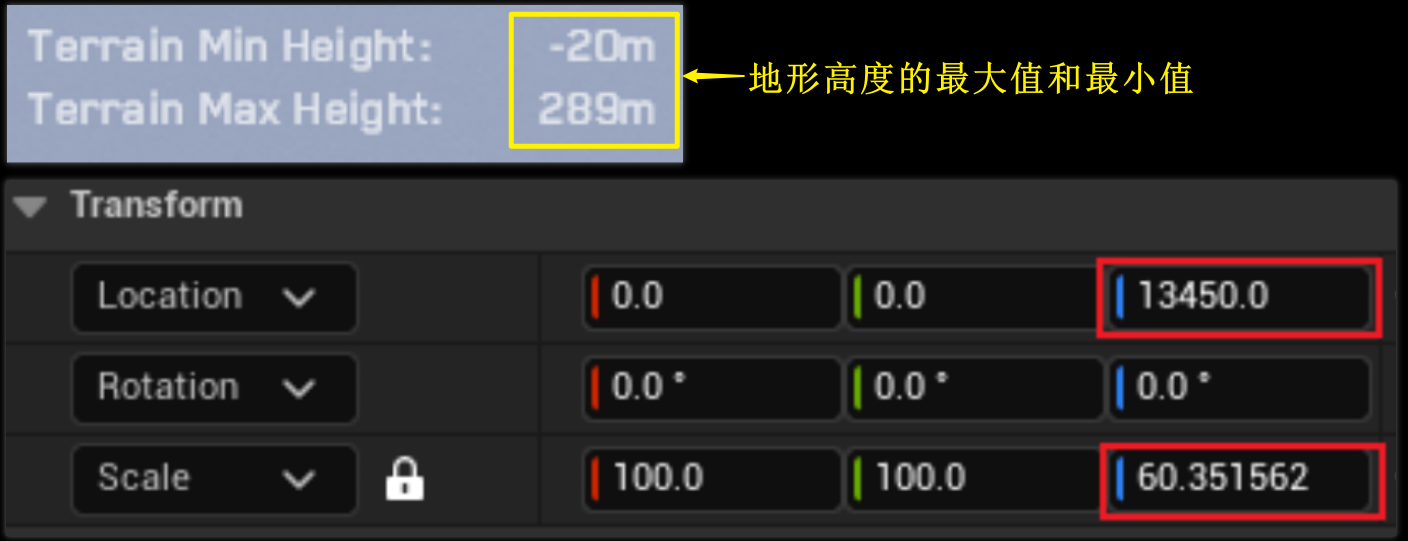 Terrain Min Height: -20m
Terrain Max Height: 289m
地形高度的最大值和最小值
Transform
Location 0.0 0.0 13450.0
Rotation 0.0 ° 0.0 ° 0.0 °
Scale 100.0 100.0 60.351562